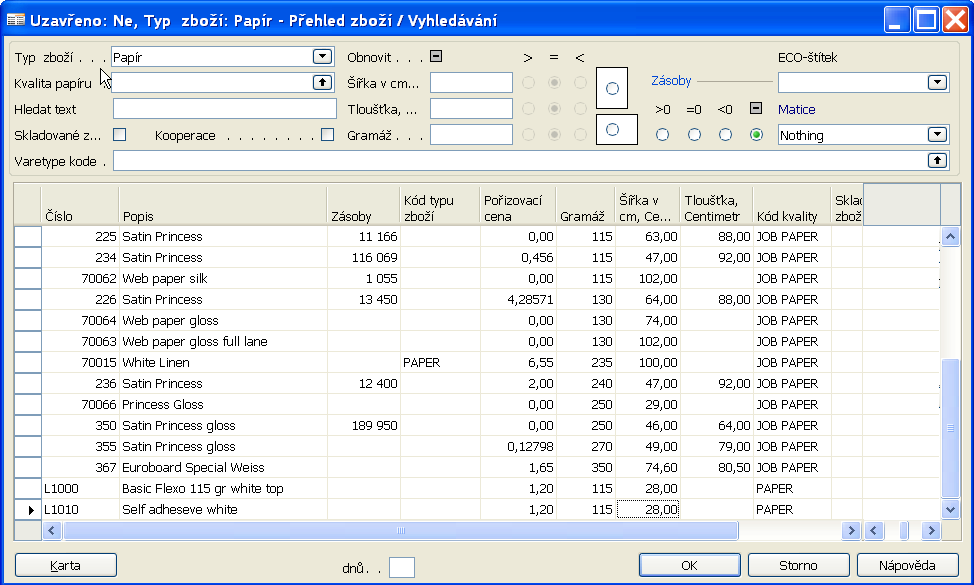 Uzavřeno: Ne, Typ zboží: Papír - Přehled zboží / Vyhledávání
Typ zboží . . . Papír Obnovit . . . > = < ECO-štítek
Kvalita papíru Šířka v cm... Zásoby
Hledat text Tloušťka, ... >0 =0 <0 Matice
Skladované z... Kooperace . . . . . . . . Gramáž . . . Nothing
Varetype kode .
Číslo Popis Zásoby Kód typu zboží Pořizovací cena Gramáž Šířka v cm, Ce... Tloušťka, Centimetr Kód kvality Sklad zbož
225 Satin Princess 11 166 0,00 115 63,00 88,00 JOB PAPER
234 Satin Princess 116 069 0,456 115 47,00 92,00 JOB PAPER
70062 Web paper silk 1 055 0,00 115 102,00 JOB PAPER
226 Satin Princess 13 450 4,28571 130 64,00 88,00 JOB PAPER
70064 Web paper gloss 0,00 130 74,00 JOB PAPER
70063 Web paper gloss full lane 0,00 130 102,00 JOB PAPER
70015 White Linen PAPER 6,55 235 100,00 JOB PAPER
236 Satin Princess 12 400 2,00 240 47,00 92,00 JOB PAPER
70066 Princess Gloss 0,00 250 29,00 JOB PAPER
350 Satin Princess gloss 189 950 0,00 250 46,00 64,00 JOB PAPER
355 Satin Princess gloss 0,12798 270 49,00 79,00 JOB PAPER
367 Euroboard Special Weiss 1,65 350 74,60 80,50 JOB PAPER
L1000 Basic Flexo 115 gr white top 1,20 115 28,00 PAPER
L1010 Self adheseve white 1,20 115 28,00 PAPER
Karta dnů. . OK Storno Nápověda